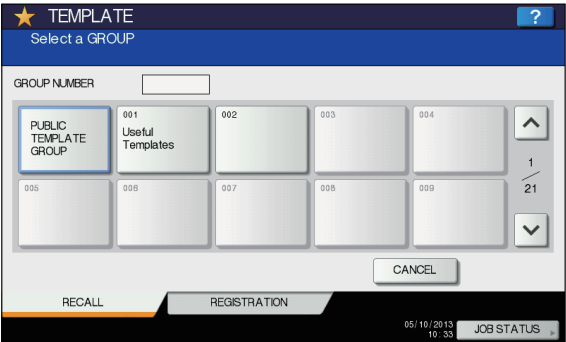 TEMPLATE
?
Select a GROUP
GROUP NUMBER
PUBLIC
TEMPLATE
GROUP
001
Useful
Templates
002
003
004
1
21
005
006
007
008
009
CANCEL
RECALL
REGISTRATION
05/10/2013
10:33
JOB STATUS